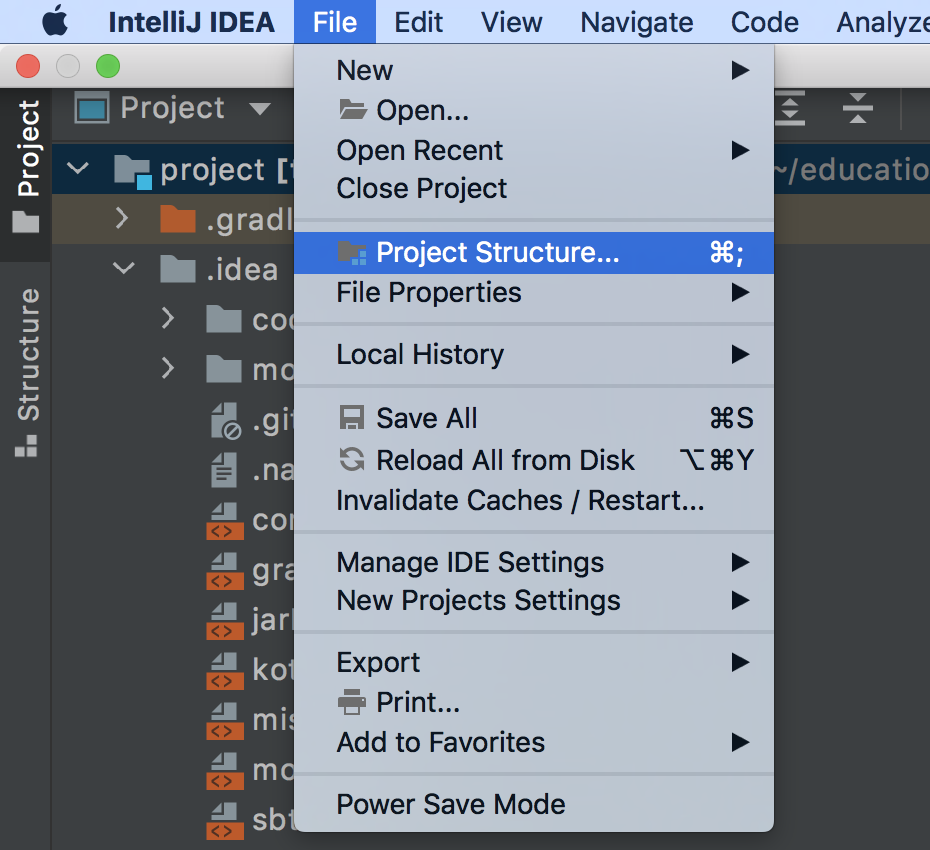 IntelliJ IDEA File Edit View Navigate Code Analyze
Project
Project
Structure
project [t
~/educatio
.gradl
.idea
coc
mo
.git
.na
con
gra
jarl
kot
mis
mo
sbt
New
Open...
Open Recent
Close Project
Project Structure... ⌘;
File Properties
Local History
Save All ⌘S
Reload All from Disk ⌥⌘Y
Invalidate Caches / Restart...
Manage IDE Settings
New Projects Settings
Export
Print...
Add to Favorites
Power Save Mode